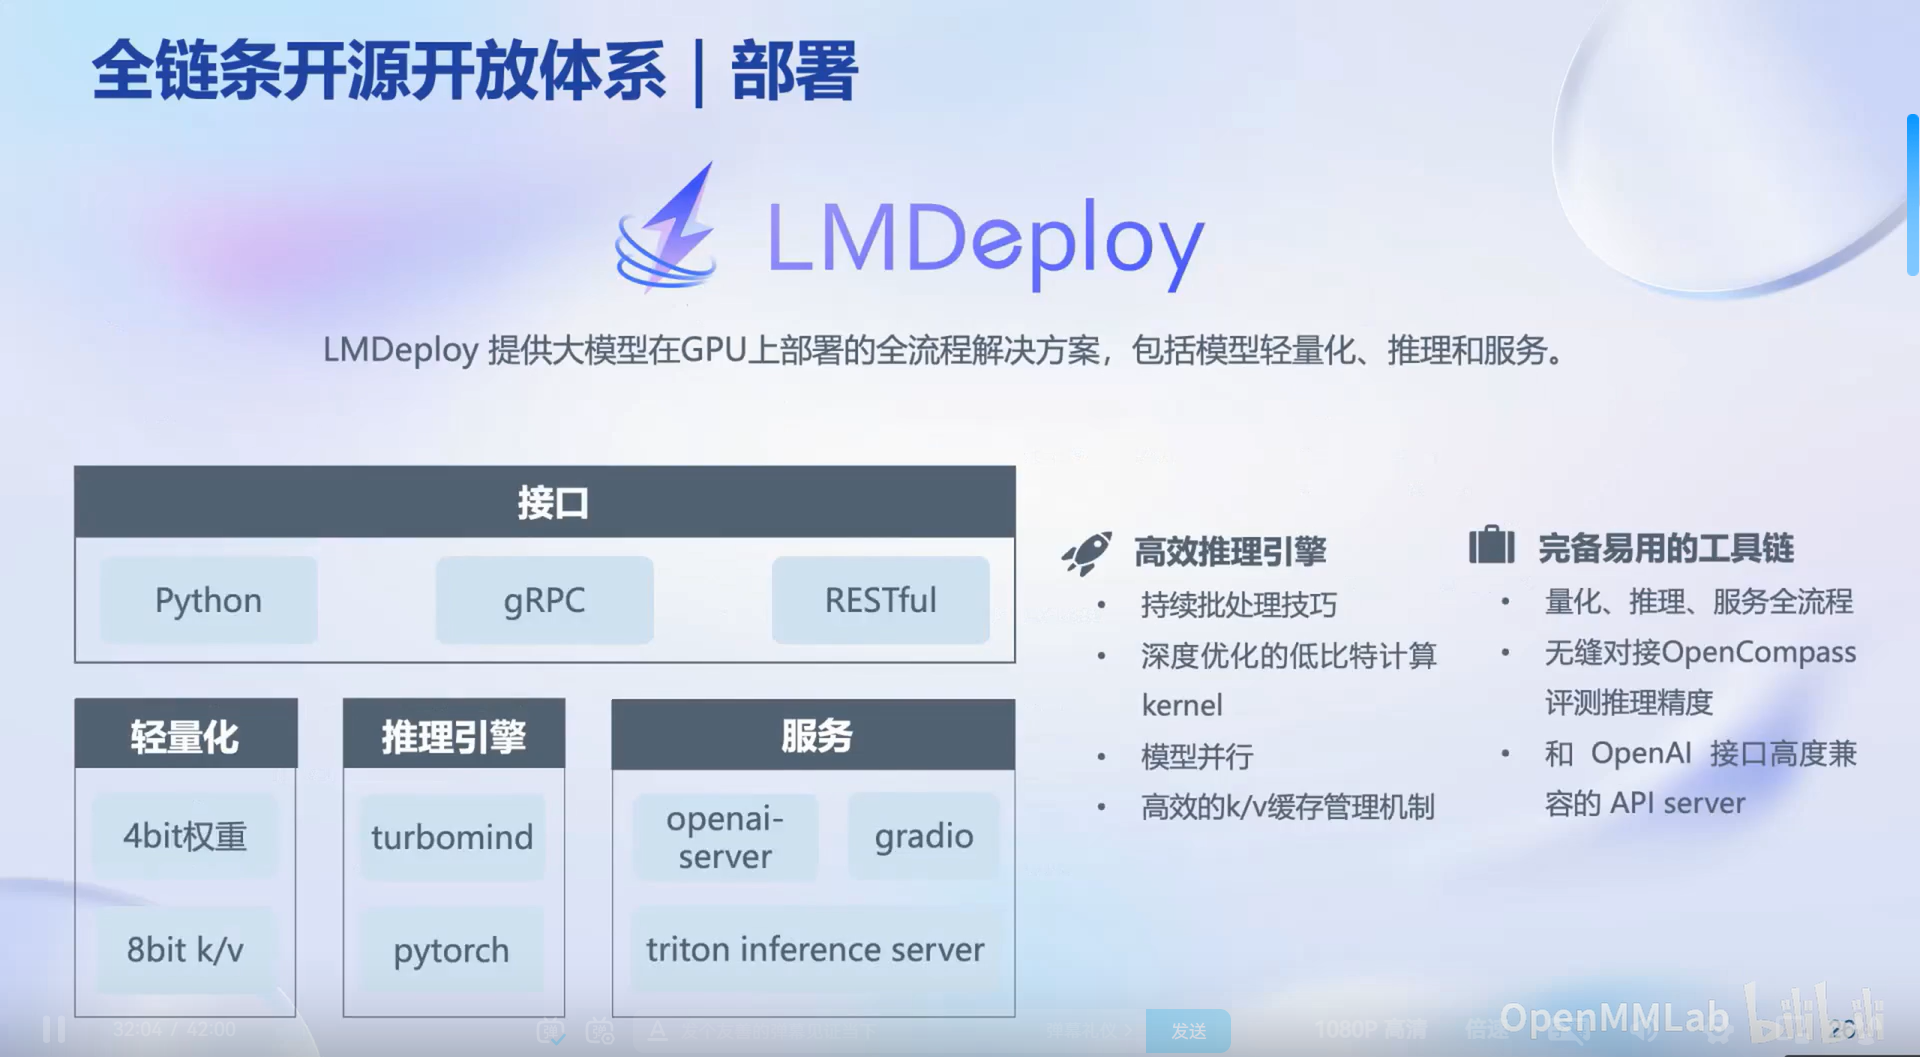 全链条开源开放体系｜部署
LMDeploy
LMDeploy 提供大模型在GPU上部署的全流程解决方案，包括模型轻量化、推理和服务。
接口
Python
gRPC
RESTful
轻量化
4bit权重
8bit k/v
推理引擎
turbomind
pytorch
服务
openai-
server
gradio
triton inference server
高效推理引擎
• 持续批处理技巧
• 深度优化的低比特计算
kernel
• 模型并行
• 高效的k/v缓存管理机制
完备易用的工具链
• 量化、推理、服务全流程
• 无缝对接OpenCompass
评测推理精度
• 和 OpenAI 接口高度兼
容的 API server
32:04 / 42:00
发送
1080P 高清
倍速
OpenMMLab
bilibili